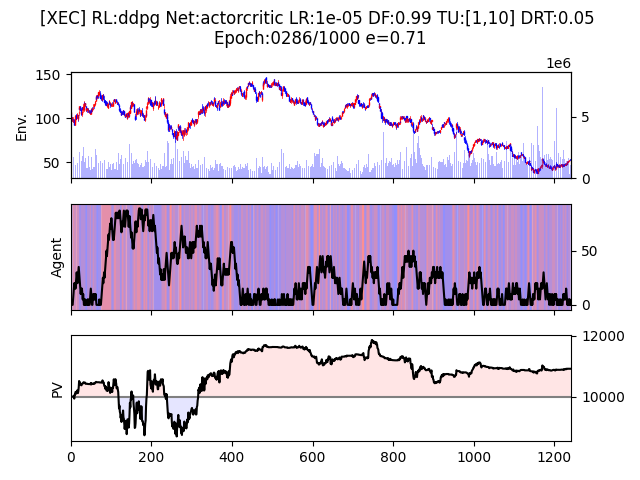 [XEC] RL:ddpg Net:actorcritic LR:1e-05 DF:0.99 TU:[1,10] DRT:0.05
Epoch:0286/1000 e=0.71
1e6
150
100
50
Env.
5
0
Agent
50
0
PV
12000
10000
0
200
400
600
800
1000
1200